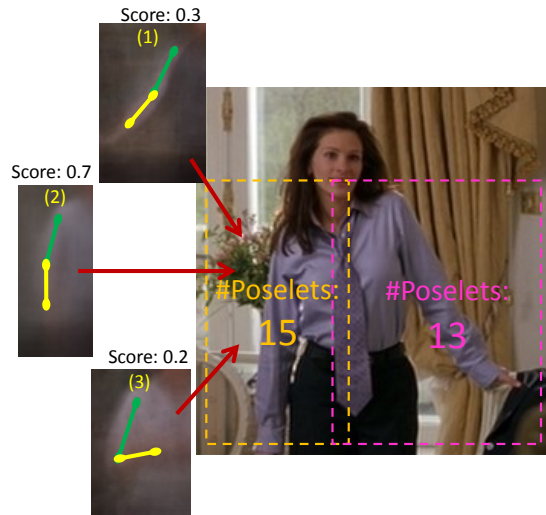 Score: 0.3
(1)
Score: 0.7
(2)
#Poselets:
15
#Poselets:
13
Score: 0.2
(3)